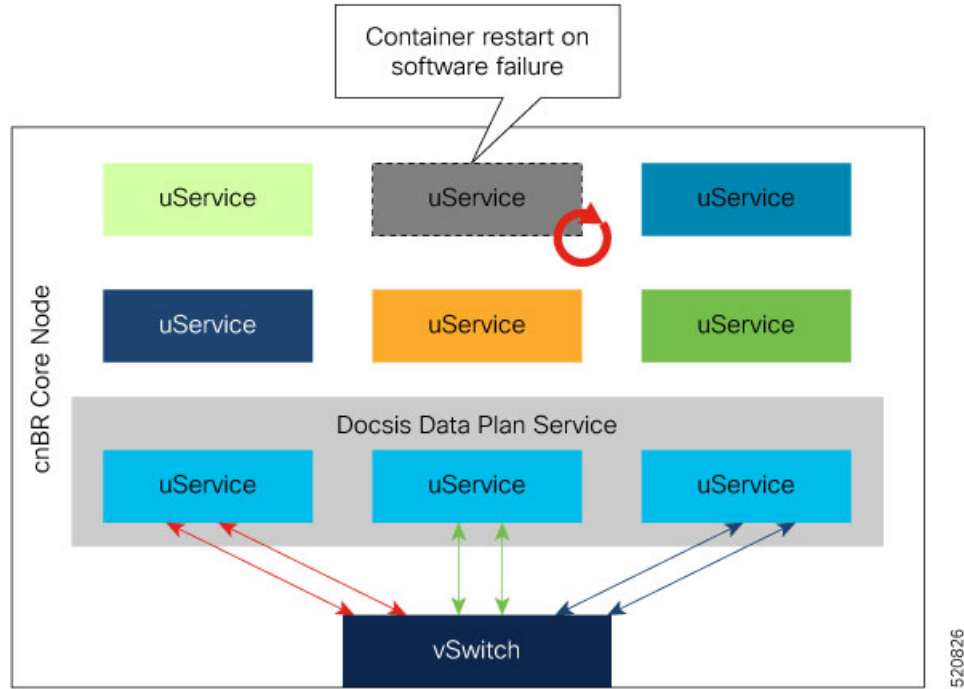 Container restart on
software failure
uService
uService
uService
cnBR Core Node
uService
uService
uService
Docsis Data Plan Service
uService
uService
uService
vSwitch
520826